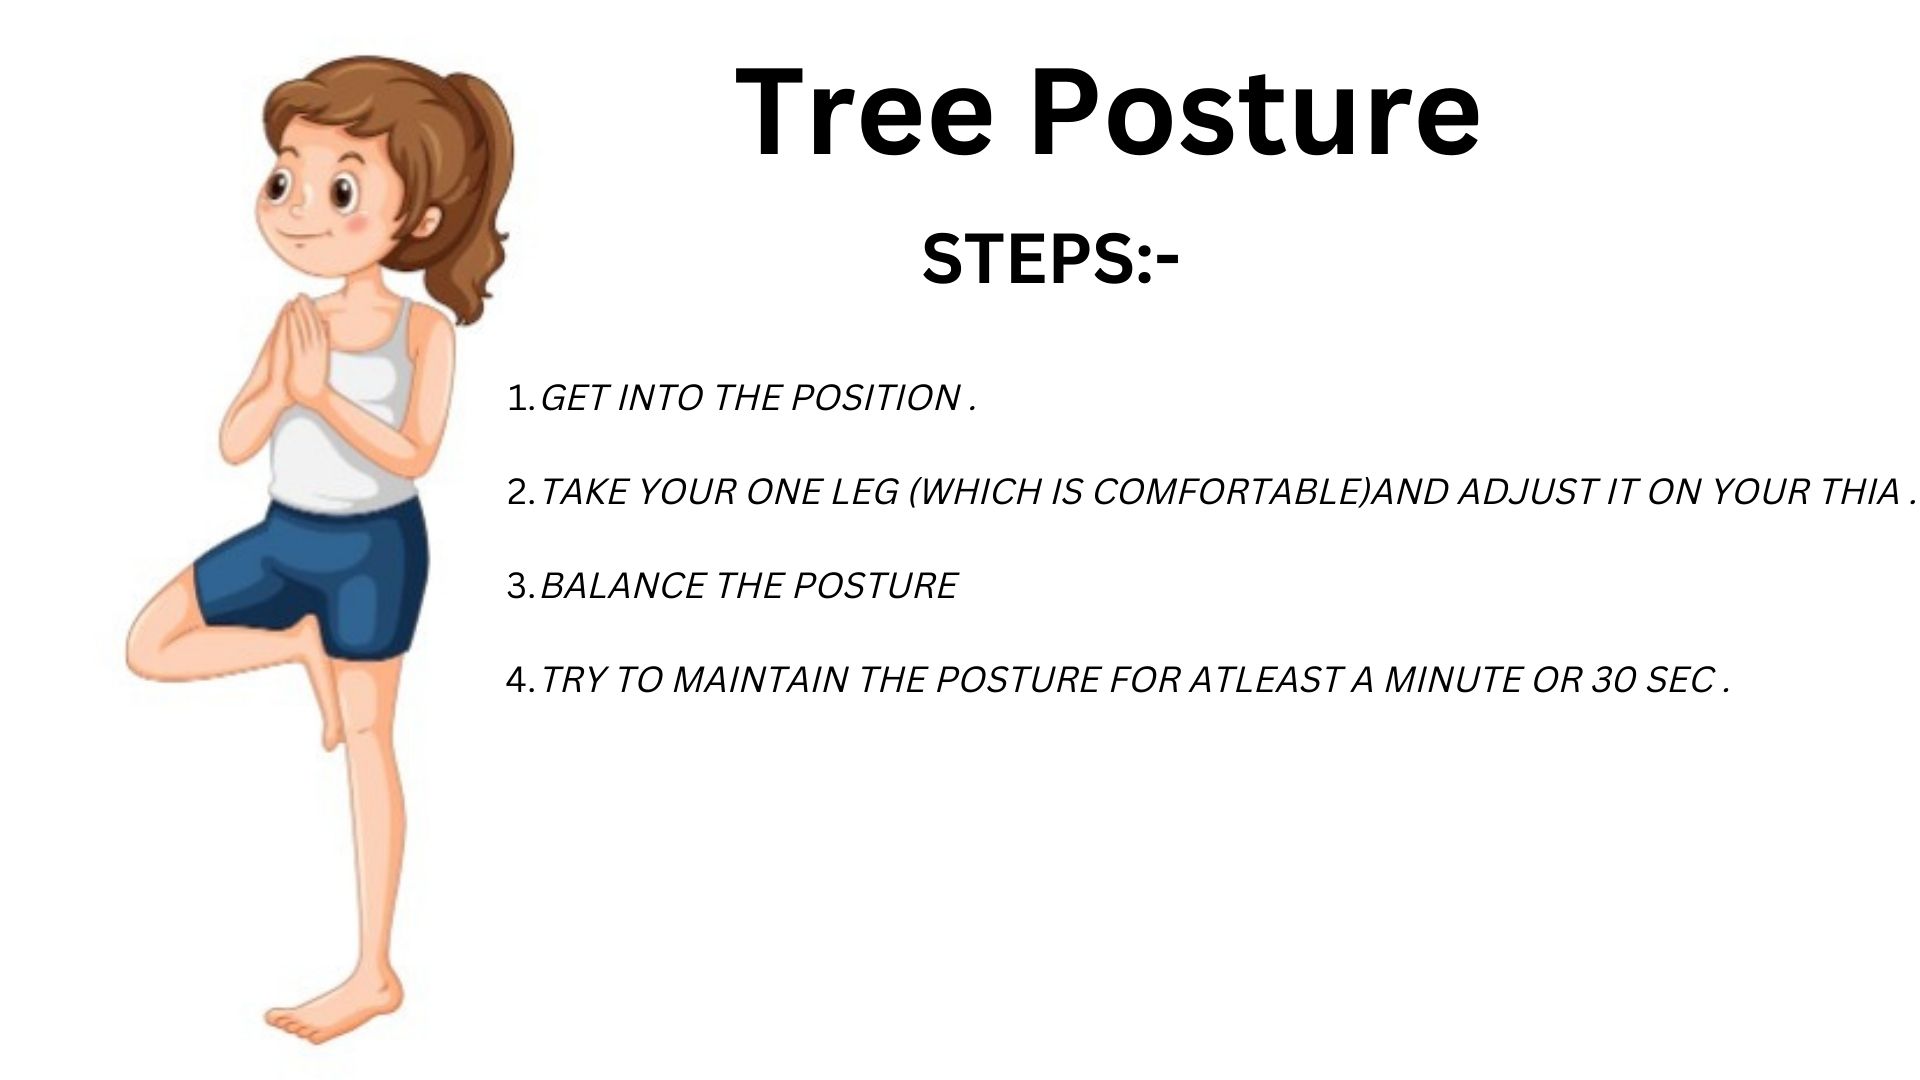 Tree Posture
STEPS:-
1. GET INTO THE POSITION .
2. TAKE YOUR ONE LEG (WHICH IS COMFORTABLE)AND ADJUST IT ON YOUR THIA .
3. BALANCE THE POSTURE
4. TRY TO MAINTAIN THE POSTURE FOR ATLEAST A MINUTE OR 30 SEC .